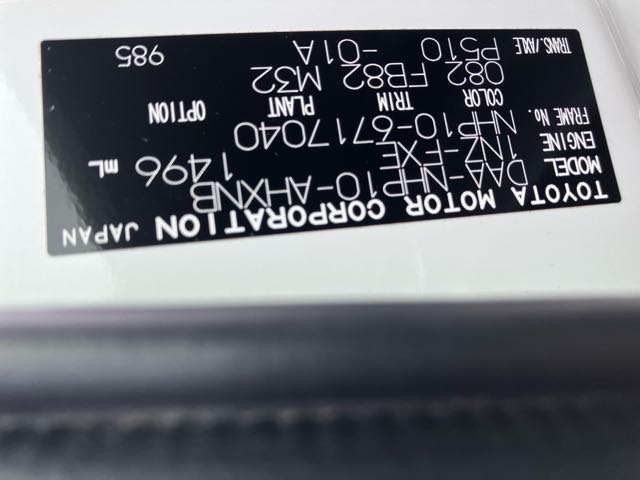 TOYOTA MOTOR CORPORATION JAPAN
MODEL DAA-NHP10-AHXNB
ENGINE 1NZ-FXE 1496 mL
FRAME No. NHP10-6717040
COLOR TRIM PLANT OPTION
082 FB82 M32
TRANS./AXLE P510 -01A
985